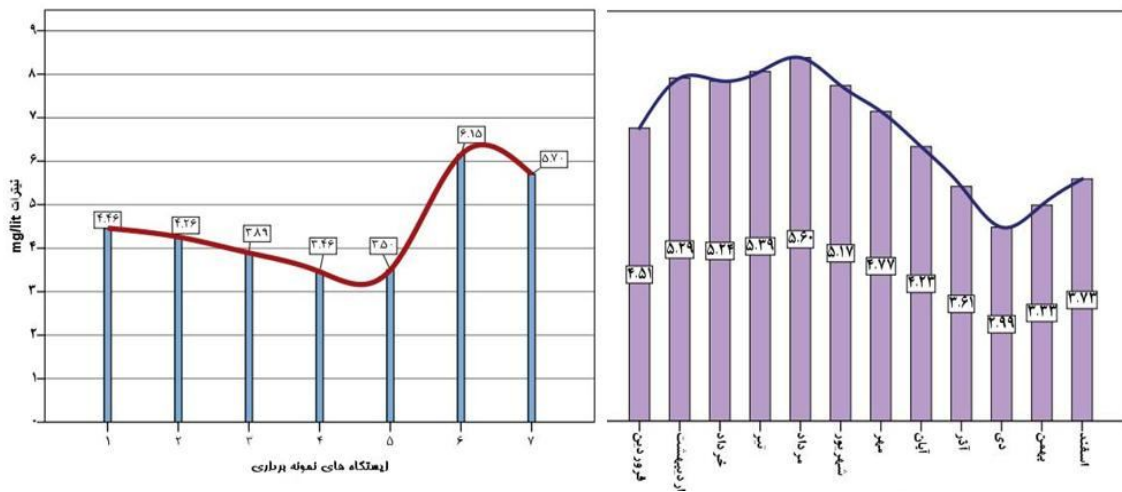 ۹
۸
۷
۶
۵
۴
۳
۲
۱
۰
نیترات mg/lit
۴.۴۶
۴.۲۶
۳.۸۹
۳.۴۶
۳.۵۰
۶.۱۵
۵.۷۰
۱ ۲ ۳ ۴ ۵ ۶ ۷
ایستگاه های نمونه برداری
۴.۵۱
۵.۲۹
۵.۲۴
۵.۳۹
۵.۶۰
۵.۱۷
۴.۷۷
۴.۲۳
۳.۶۱
۲.۹۹
۳.۳۳
۳.۷۳
فروردین
اردیبهشت
خرداد
تیر
مرداد
شهریور
مهر
آبان
آذر
دی
بهمن
اسفند